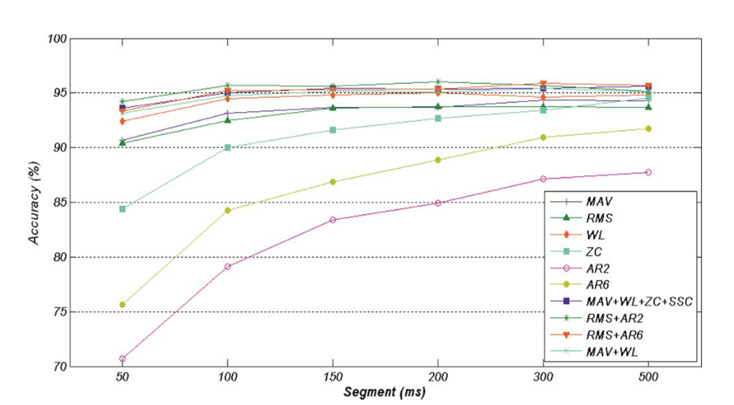 100
95
90
85
80
75
70
Accuracy (%)
50 100 150 200 300 500
Segment (ms)
MAV
RMS
WL
ZC
AR2
AR6
MAV+WL+ZC+SSC
RMS+AR2
RMS+AR6
MAV+WL